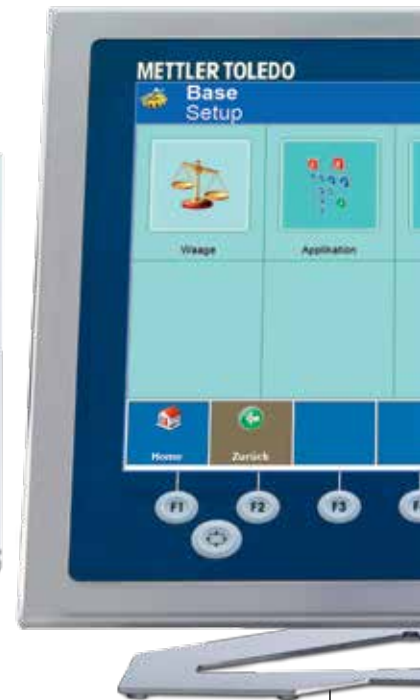 METTLER TOLEDO
Base
Setup
Waage
Applikation
Home
Zurück
F1
F2
F3